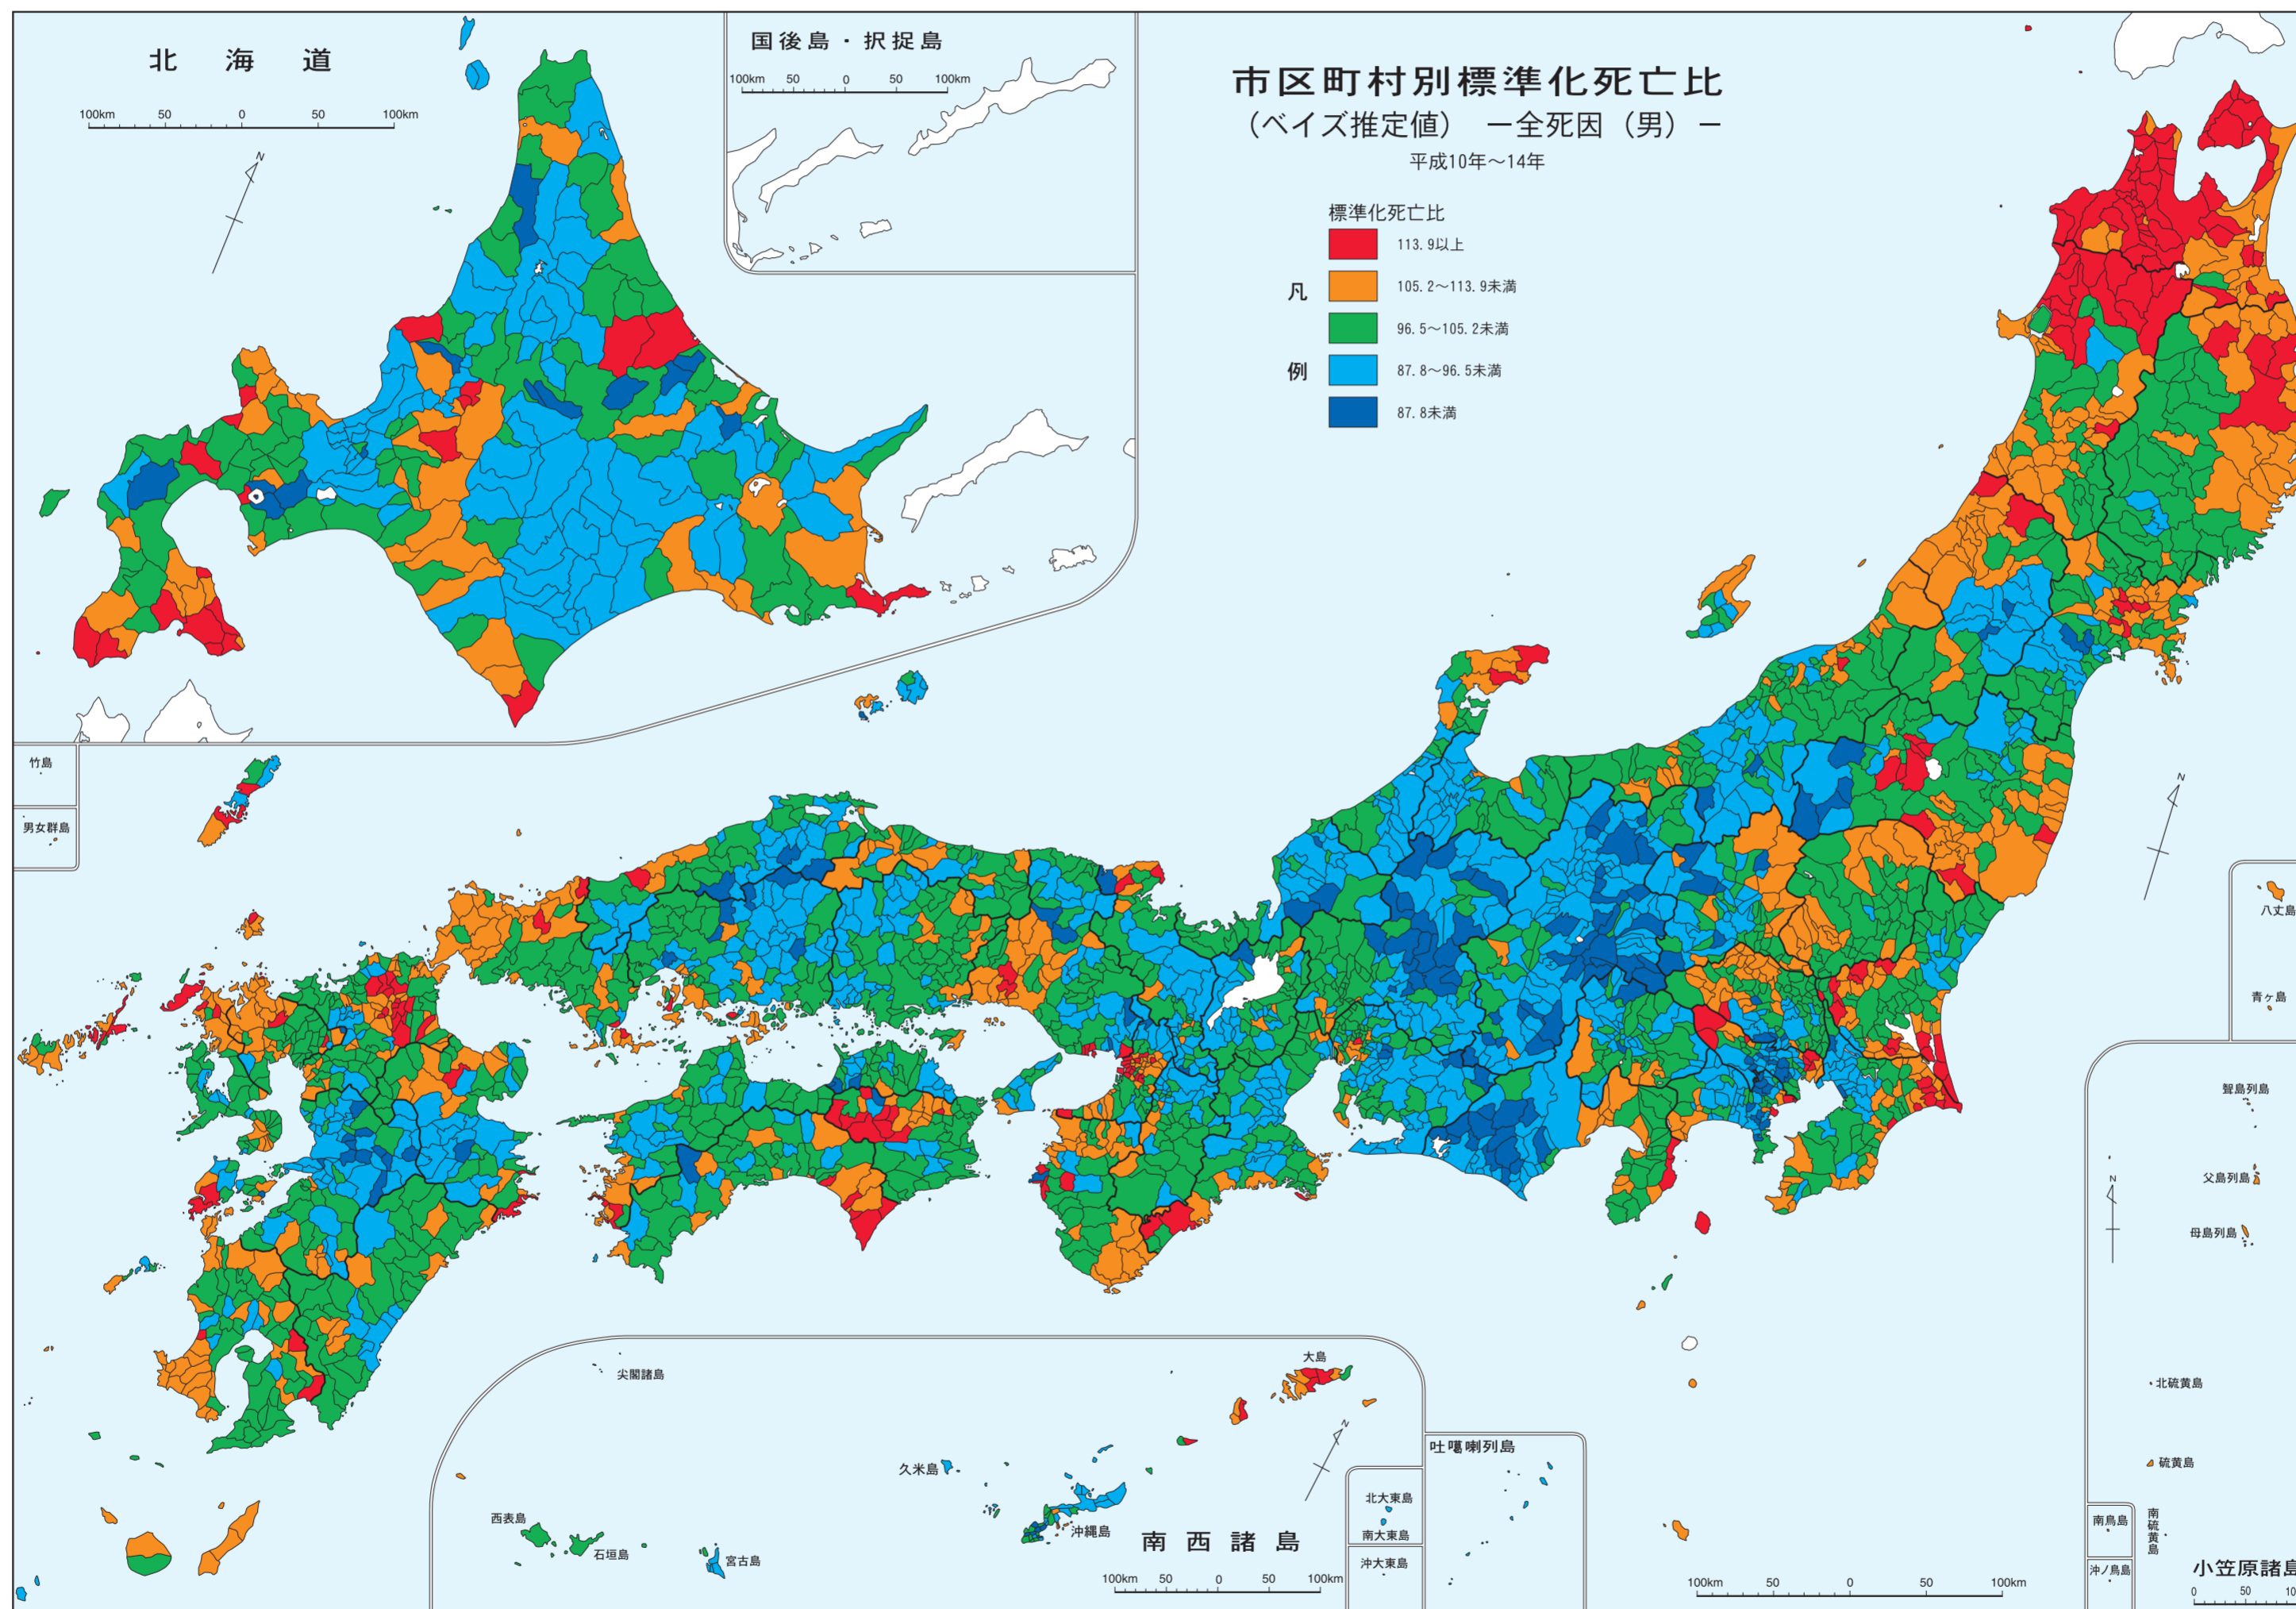 北海道
100km 50 0 50 100km
N
国後島・択捉島
100km 50 0 50 100km
市区町村別標準化死亡比
（ベイズ推定値） －全死因（男）－
平成10年～14年
標準化死亡比
凡例
113.9以上
105.2～113.9未満
96.5～105.2未満
87.8～96.5未満
87.8未満
竹島
男女群島
N
八丈島
青ヶ島
聟島列島
父島列島
母島列島
N
北硫黄島
硫黄島
南硫黄島
南鳥島
沖ノ鳥島
小笠原諸島
0 50
尖閣諸島
大島
N
久米島
西表島
石垣島
宮古島
沖縄島
南西諸島
100km 50 0 50 100km
吐噶喇列島
北大東島
南大東島
沖大東島
100km 50 0 50 100km